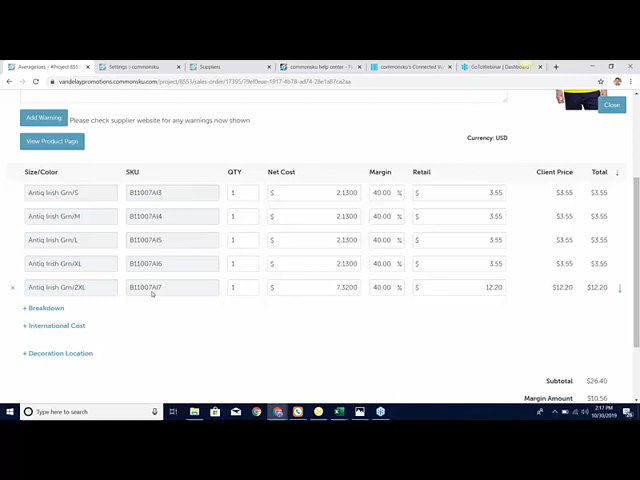 AverageJoes - #Project 855
Settings :: commonsku
Suppliers
commonsku help center - P
commonsku's Connected W
GoToWebinar | Dashboard
vandelaypromotions.commonsku.com/project/8553/sales-order/17395/
Close
Add Warning Please check supplier website for any warnings now shown
View Product Page
Currency: USD
Size/Color SKU QTY Net Cost Margin Retail Client Price Total ↓
Antiq Irish Grn/S B11007AI3 1 $ 2.1300 40.00 % $ 3.55 $3.55 $3.55
Antiq Irish Grn/M B11007AI4 1 $ 2.1300 40.00 % $ 3.55 $3.55 $3.55
Antiq Irish Grn/L B11007AI5 1 $ 2.1300 40.00 % $ 3.55 $3.55 $3.55
Antiq Irish Grn/XL B11007AI6 1 $ 2.1300 40.00 % $ 3.55 $3.55 $3.55
× Antiq Irish Grn/2XL B11007AI7 1 $ 7.3200 40.00 % $ 12.20 $12.20 $12.20 ↓
+ Breakdown
+ International Cost
+ Decoration Location
Subtotal $26.40
Margin Amount $10.56
Type here to search
2:17 PM
10/30/2019